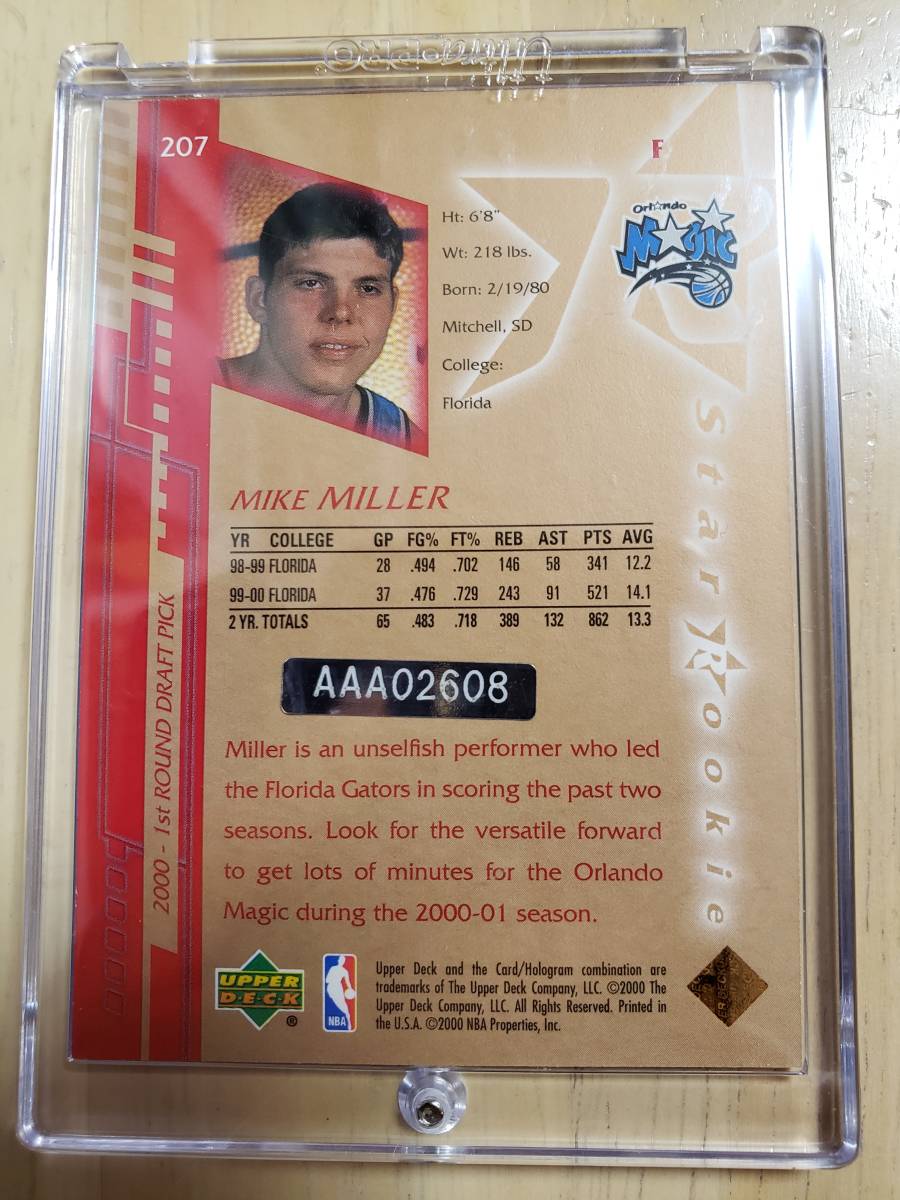 UltraPRO
207
F
Orlando
Magic
Ht: 6'8"
Wt: 218 lbs.
Born: 2/19/80
Mitchell, SD
College:
Florida
Star Rookie
MIKE MILLER
YR COLLEGE GP FG% FT% REB AST PTS AVG
98-99 FLORIDA 28 .494 .702 146 58 341 12.2
99-00 FLORIDA 37 .476 .729 243 91 521 14.1
2 YR. TOTALS 65 .483 .718 389 132 862 13.3
2000 - 1st ROUND DRAFT PICK
AAA02608
Miller is an unselfish performer who led
the Florida Gators in scoring the past two
seasons. Look for the versatile forward
to get lots of minutes for the Orlando
Magic during the 2000-01 season.
UPPER
DECK
®
NBA
Upper Deck and the Card/Hologram combination are
trademarks of The Upper Deck Company, LLC. ©2000 The
Upper Deck Company, LLC. All Rights Reserved. Printed in
the U.S.A. ©2000 NBA Properties, Inc.